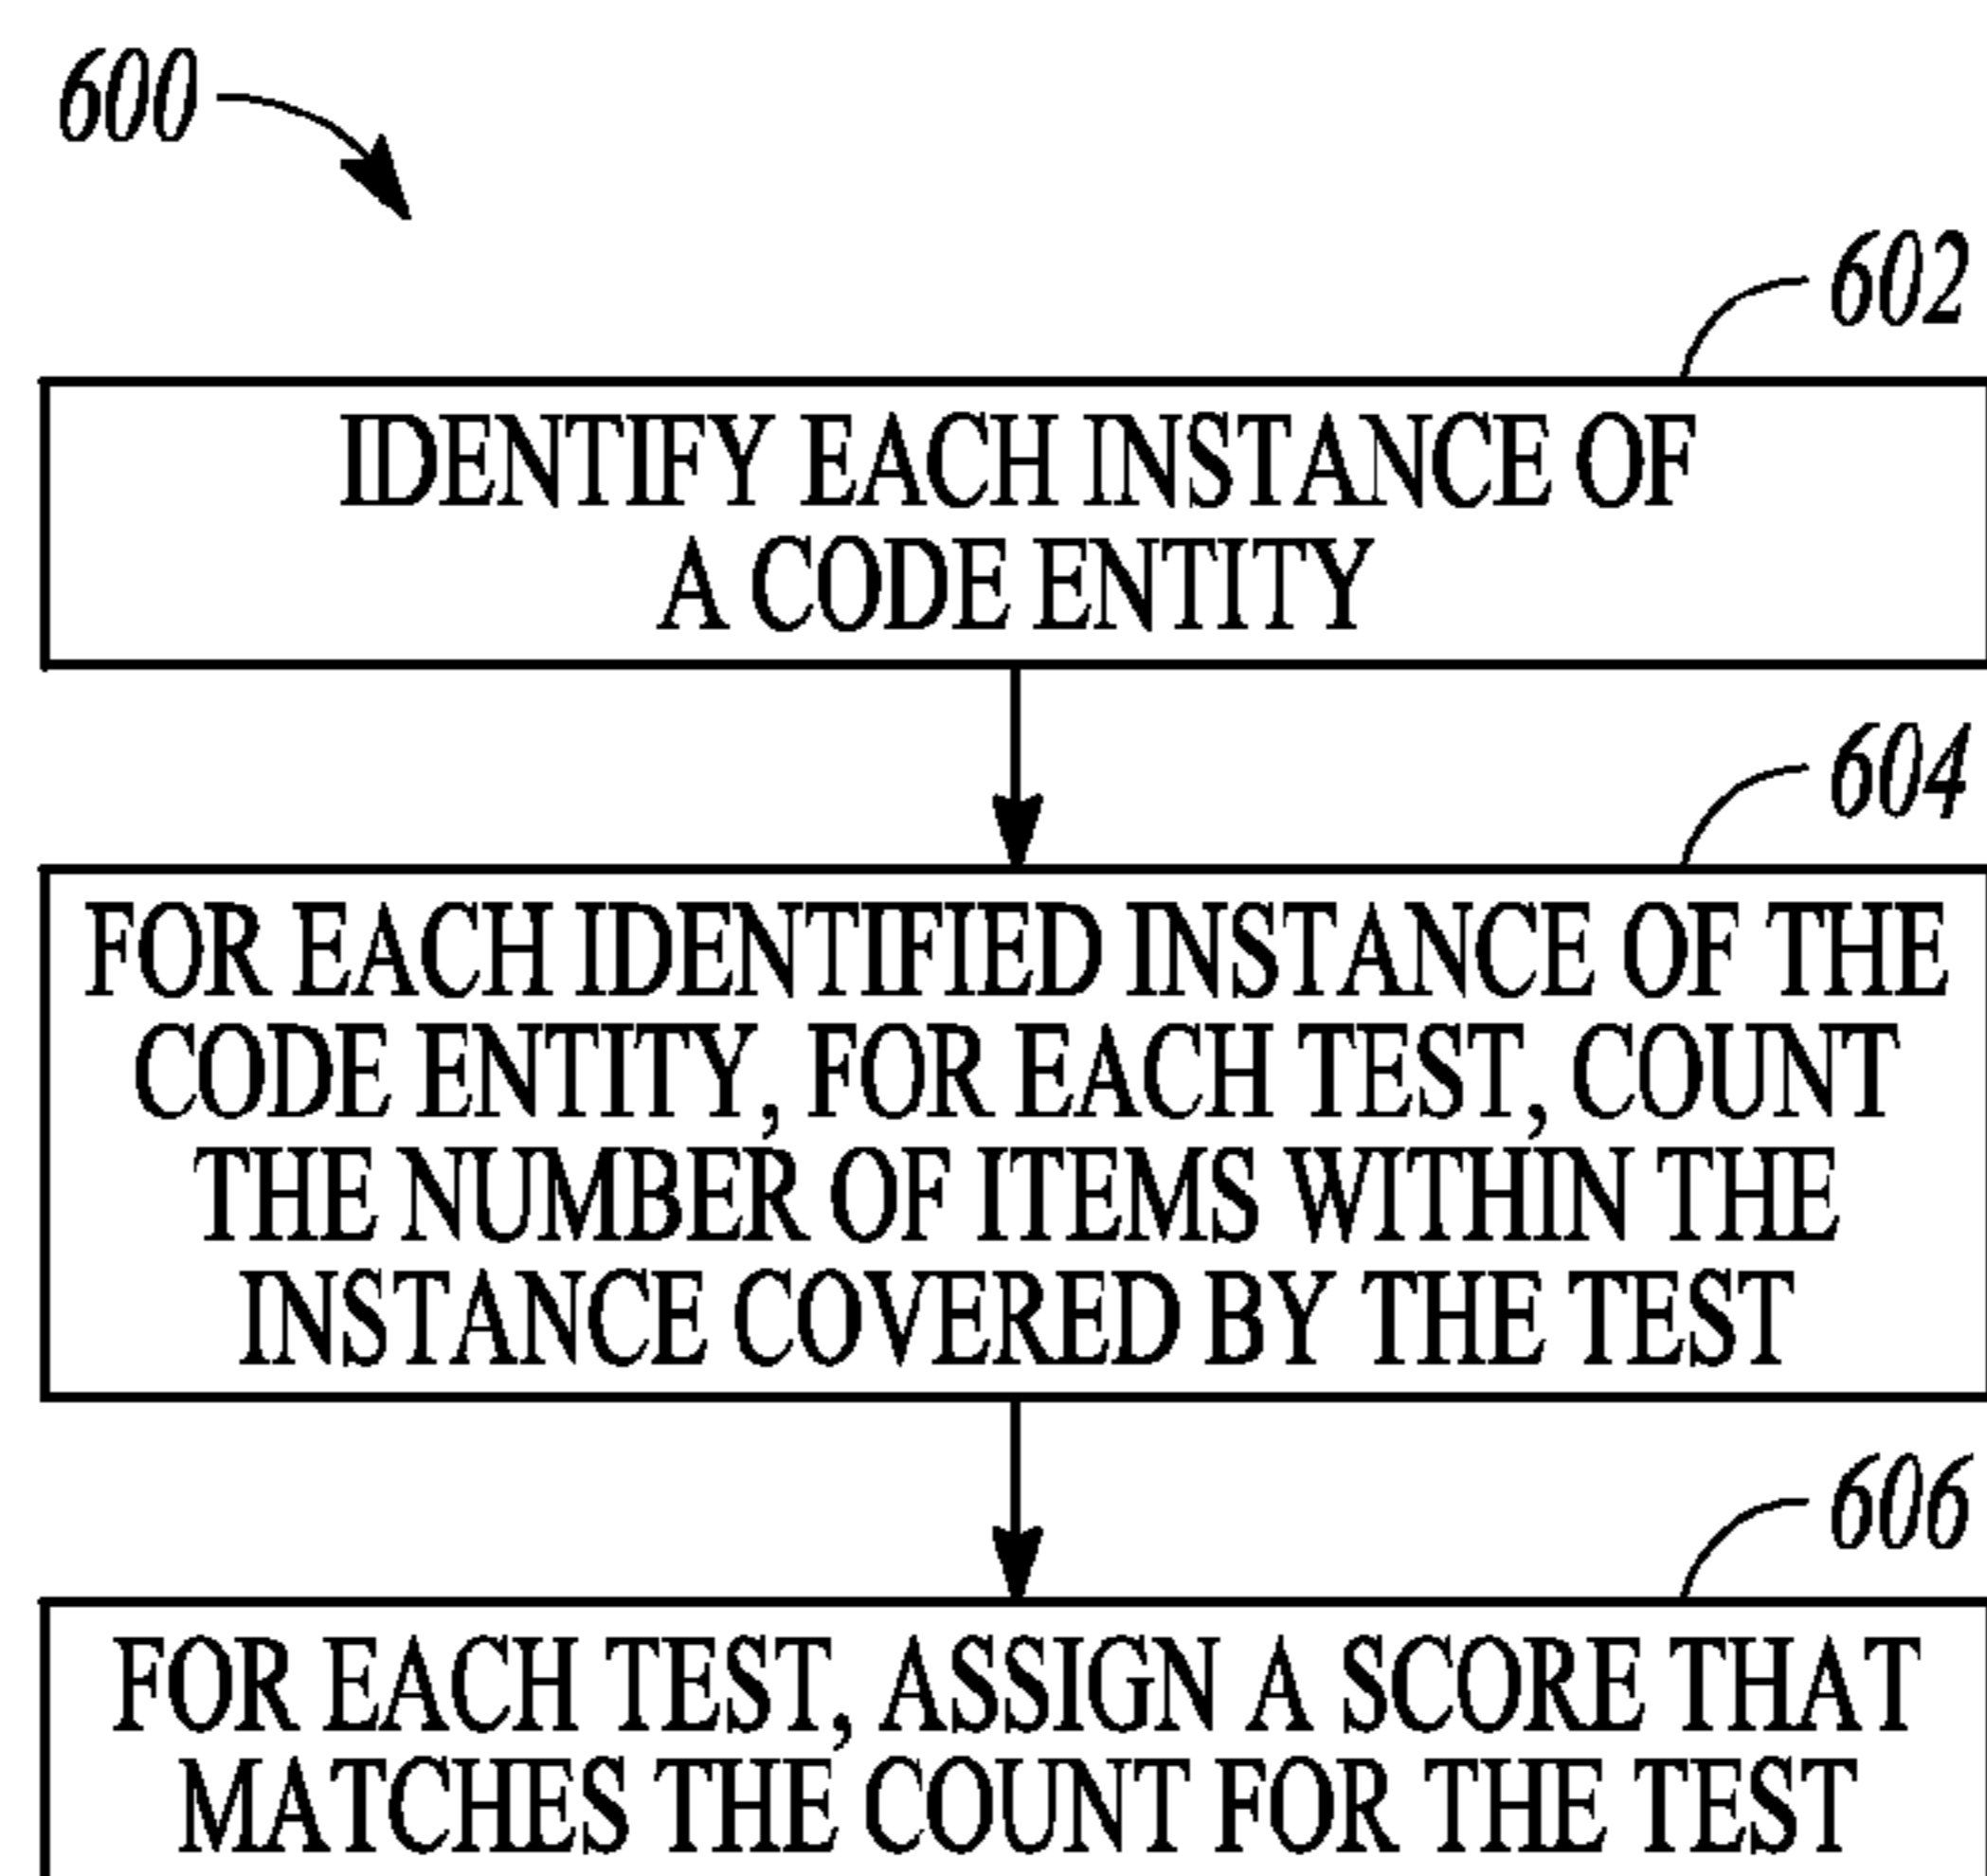 600
602
IDENTIFY EACH INSTANCE OF
A CODE ENTITY
604
FOR EACH IDENTIFIED INSTANCE OF THE
CODE ENTITY, FOR EACH TEST, COUNT
THE NUMBER OF ITEMS WITHIN THE
INSTANCE COVERED BY THE TEST
606
FOR EACH TEST, ASSIGN A SCORE THAT
MATCHES THE COUNT FOR THE TEST